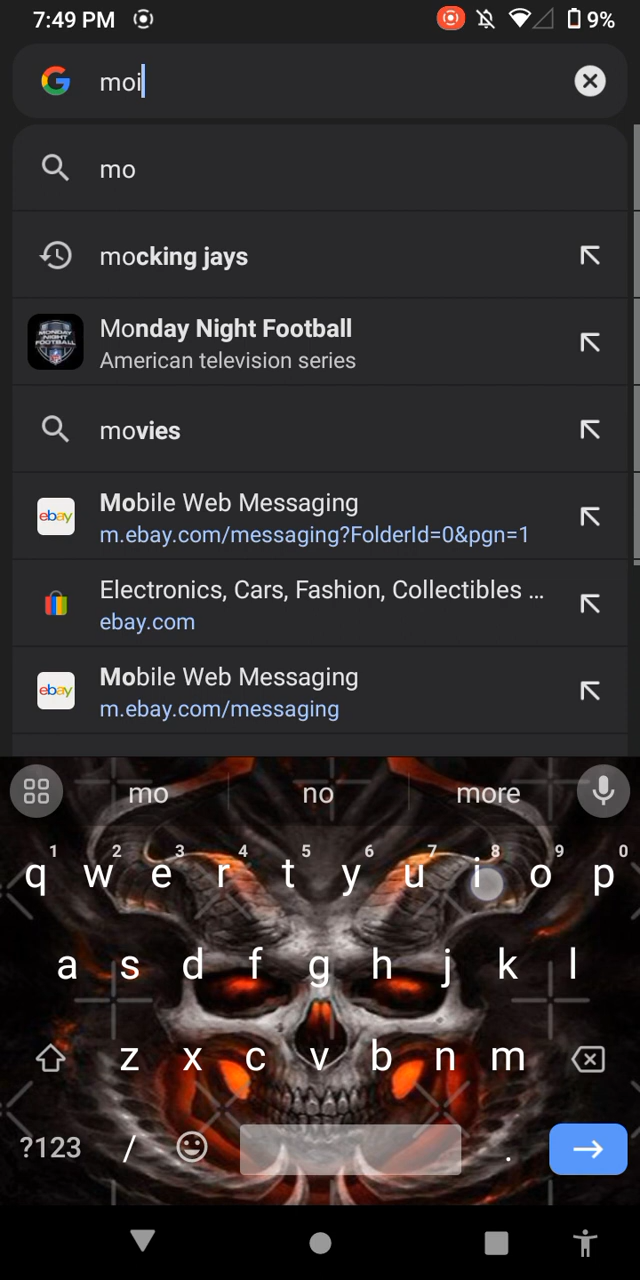 7:49 PM 9%
moi
mo
mocking jays
Monday Night Football
American television series
movies
ebay
Mobile Web Messaging
m.ebay.com/messaging?FolderId=0&pgn=1
Electronics, Cars, Fashion, Collectibles ...
ebay.com
ebay
Mobile Web Messaging
m.ebay.com/messaging
mo no more
1 2 3 4 5 6 7 8 9 0
q w e r t y u i o p
a s d f g h j k l
z x c v b n m
?123 / .